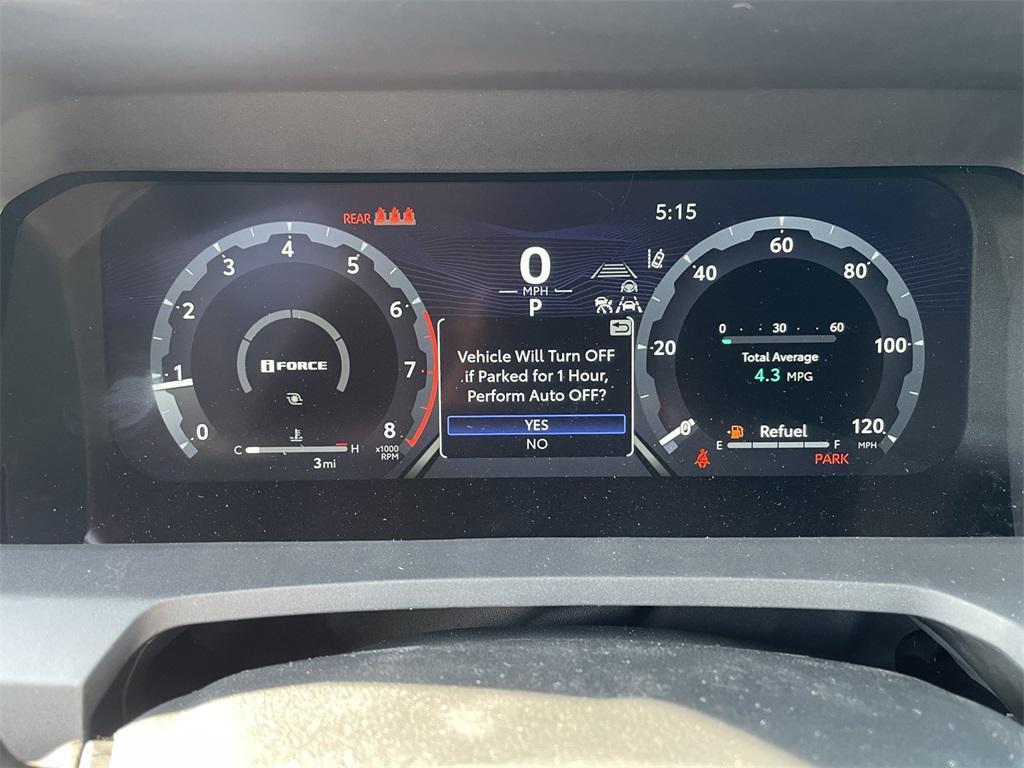 REAR
5:15
0
MPH
P
0
1
2
3
4
5
6
7
8
x1000
RPM
iFORCE
C
H
3mi
Vehicle Will Turn OFF
if Parked for 1 Hour,
Perform Auto OFF?
YES
NO
0
20
40
60
80
100
120
MPH
0 30 60
Total Average
4.3 MPG
Refuel
E
F
PARK